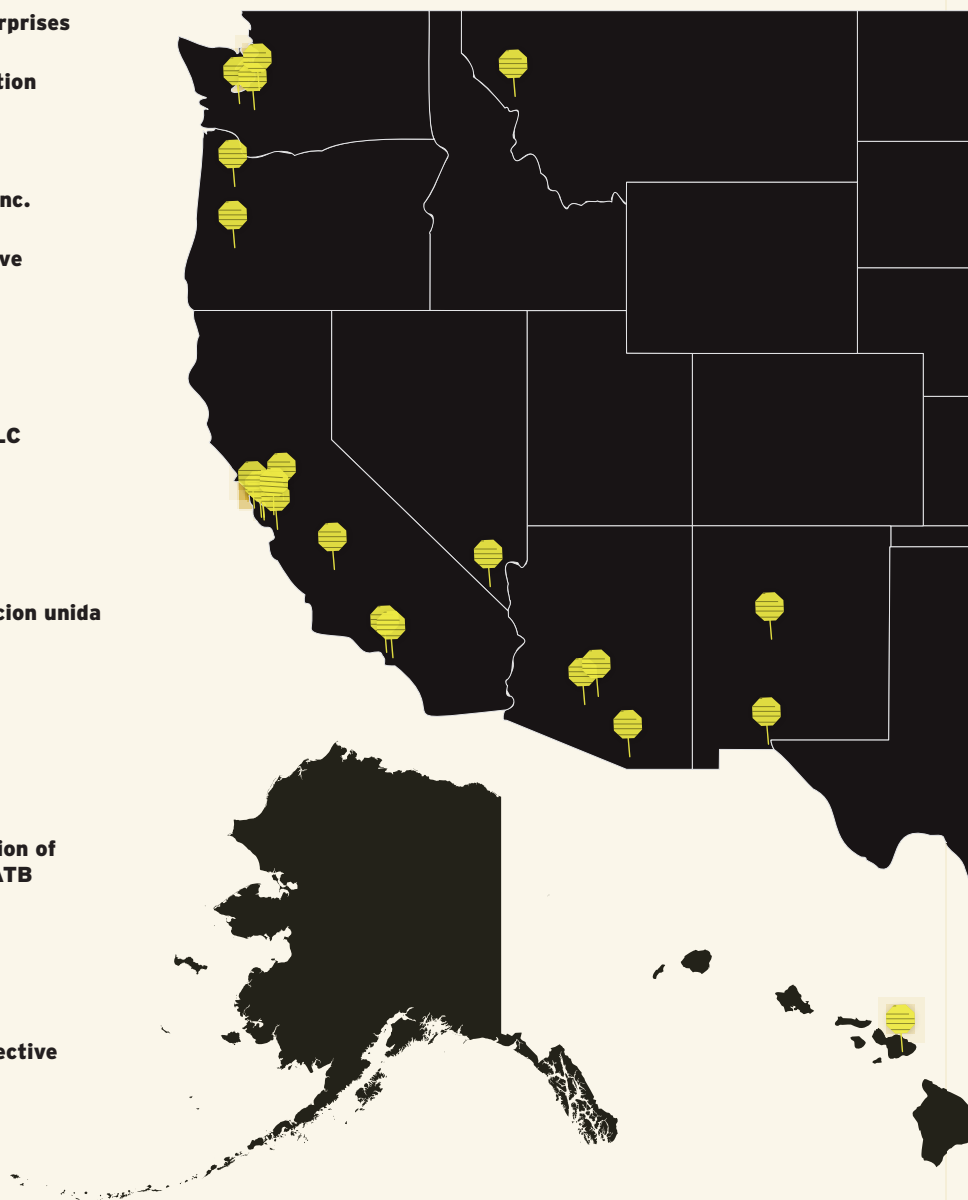 rprises
tion
nc.
ve
LC
cion unida
ion of
ATB
ective